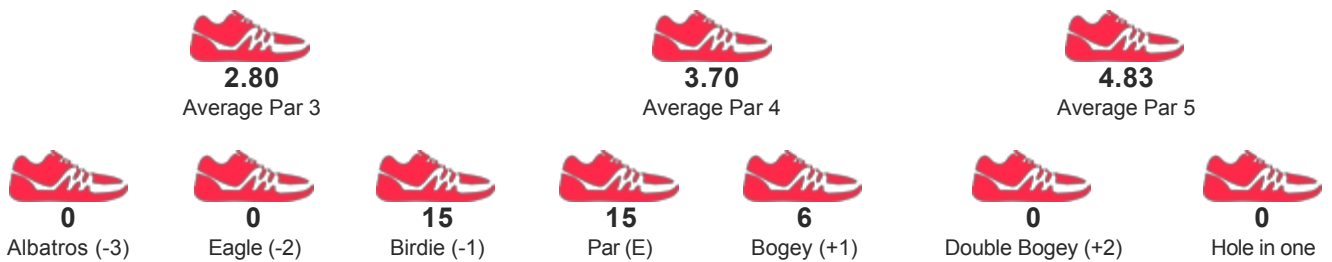 2.80 3.70 4.83
Average Par 3 Average Par 4 Average Par 5
0 0 15 15 6 0 0
Albatros (-3) Eagle (-2) Birdie (-1) Par (E) Bogey (+1) Double Bogey (+2) Hole in one